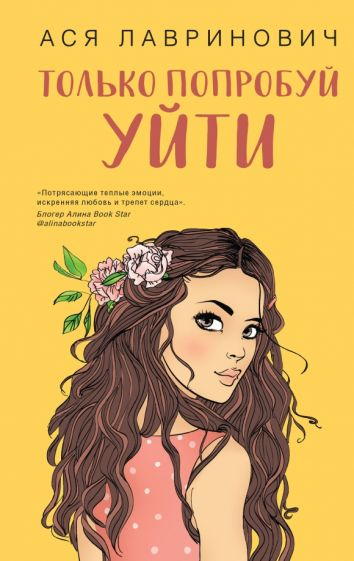 АСЯ ЛАВРИНОВИЧ
ТОЛЬКО ПОПРОБУЙ
УЙТИ
«Потрясающие теплые эмоции,
искренняя любовь и трепет сердца».
Блогер Алина Book Star
@alinabookstar